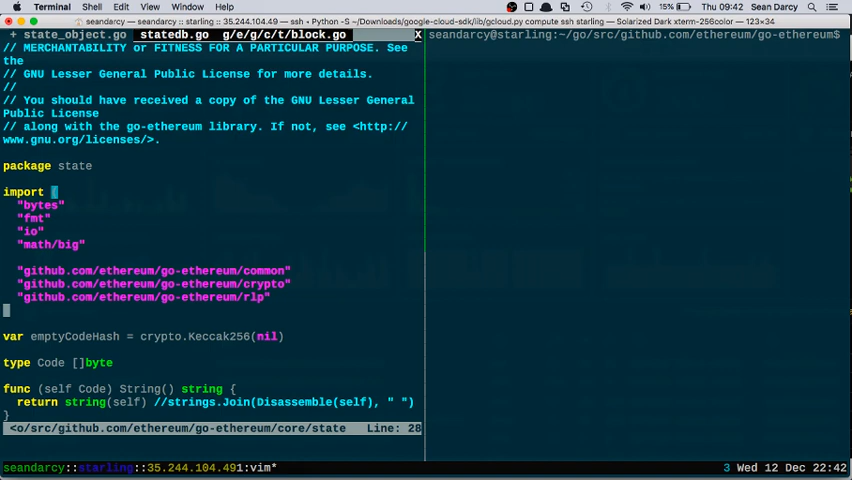 Terminal Shell Edit View Window Help 15% Thu 09:42 Sean Darcy
seandarcy — seandarcy :: starling :: 35.244.104.49 — ssh ‹ Python -S ~/Downloads/google-cloud-sdk/lib/gcloud.py compute ssh starling — Solarized Dark xterm-256color — 123×34
+ state_object.go statedb.go g/e/g/c/t/block.go X
// MERCHANTABILITY or FITNESS FOR A PARTICULAR PURPOSE. See
the
// GNU Lesser General Public License for more details.
//
// You should have received a copy of the GNU Lesser General
Public License
// along with the go-ethereum library. If not, see <http://
www.gnu.org/licenses/>.
package state
import (
"bytes"
"fmt"
"io"
"math/big"
"github.com/ethereum/go-ethereum/common"
"github.com/ethereum/go-ethereum/crypto"
"github.com/ethereum/go-ethereum/rlp"
var emptyCodeHash = crypto.Keccak256(nil)
type Code []byte
func (self Code) String() string {
return string(self) //strings.Join(Disassemble(self), " ")
}
<o/src/github.com/ethereum/go-ethereum/core/state Line: 28
seandarcy@starling:~/go/src/github.com/ethereum/go-ethereum$
seandarcy::starling::35.244.104.491:vim* 3 Wed 12 Dec 22:42